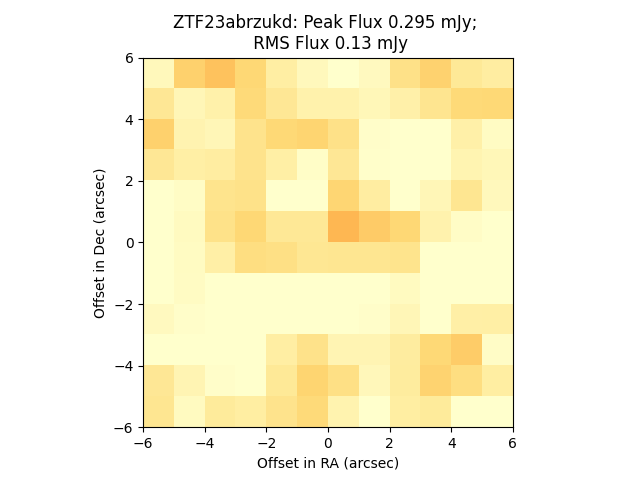 ZTF23abrzukd: Peak Flux 0.295 mJy;
RMS Flux 0.13 mJy
6
4
2
0
−2
−4
−6
Offset in Dec (arcsec)
−6 −4 −2 0 2 4 6
Offset in RA (arcsec)